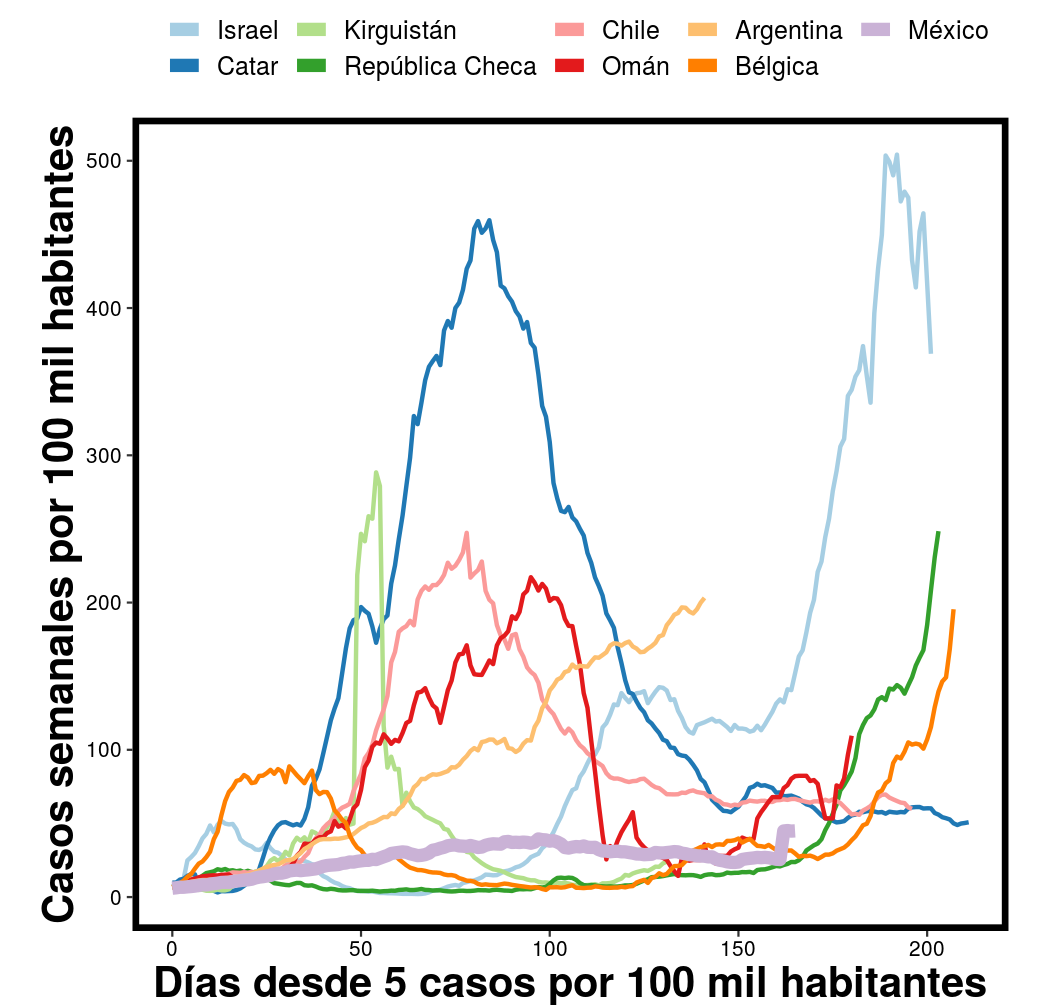 Israel Kirguistán Chile Argentina México
Catar República Checa Omán Bélgica
Casos semanales por 100 mil habitantes
500
400
300
200
100
0
0 50 100 150 200
Días desde 5 casos por 100 mil habitantes